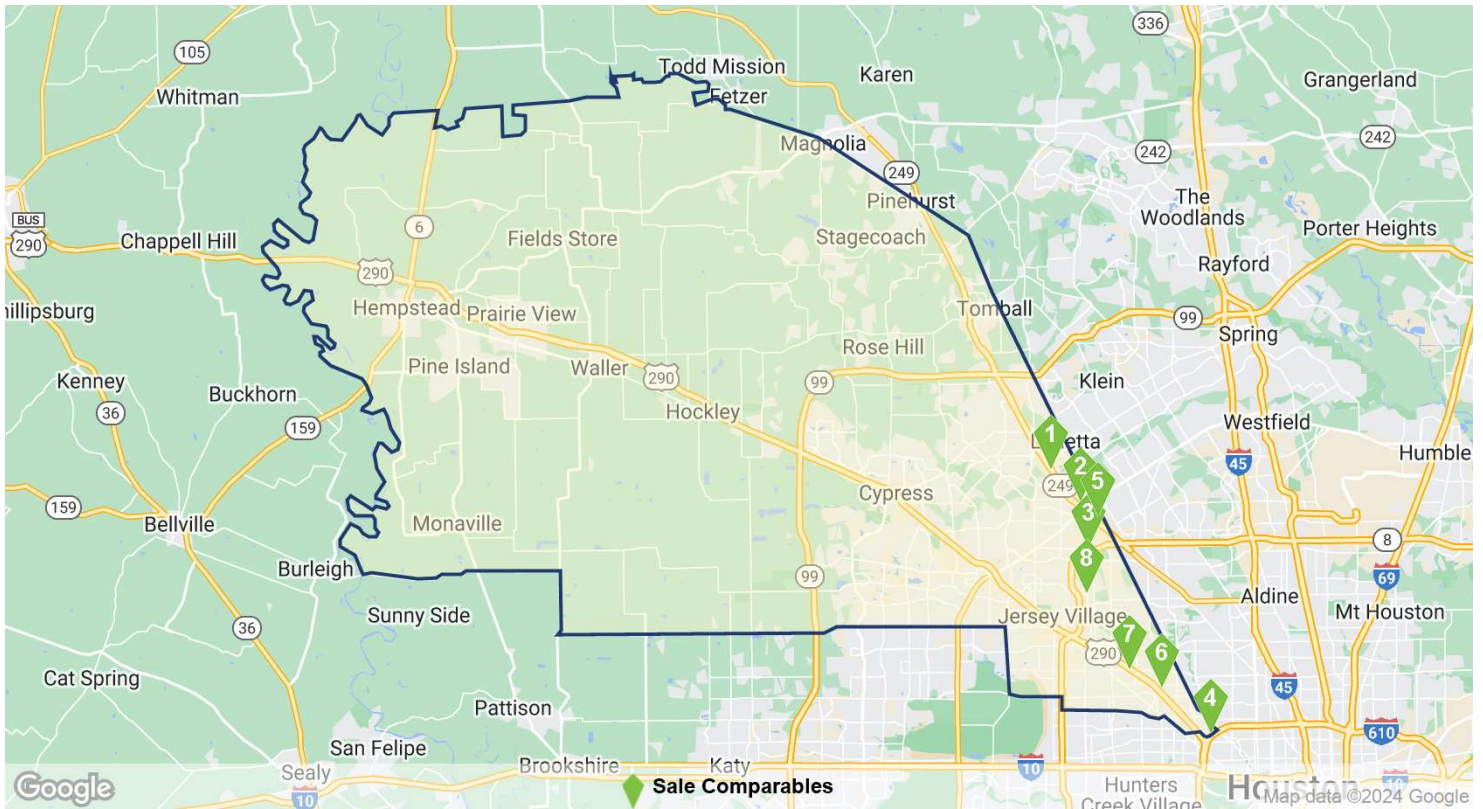 336
105
Todd Mission
Karen
Whitman
Fetzer
Grangerland
242
Magnolia
242
249
The
Woodlands
Pinehurst
BUS
290
Chappell Hill
6
Fields Store
Stagecoach
Porter Heights
290
Rayford
Hempstead
Prairie View
Tomball
99
Spring
Rose Hill
Pine Island
Waller
290
99
Klein
Kenney
36
Buckhorn
Hockley
159
1
Westfield
45
Humble
2
5
249
Cypress
159
Bellville
Monaville
3
8
8
Burleigh
99
69
Sunny Side
Aldine
Mt Houston
36
Jersey Village
7
290
6
Cat Spring
45
Pattison
4
San Felipe
610
Sealy
10
Brookshire
Katy
10
Hunters
Creek Village
Houston
10
Google
Sale Comparables
Map data ©2024 Google